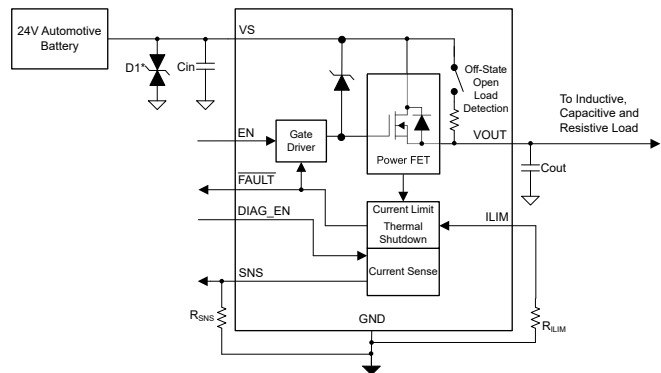 24V Automotive
Battery
VS
D1*
Cin
Off-State
Open
Load
Detection
To Inductive,
Capacitive and
Resistive Load
EN
Gate
Driver
VOUT
Power FET
Cout
FAULT
DIAG_EN
Current Limit
Thermal
Shutdown
ILIM
SNS
Current Sense
RSNS
GND
RILIM